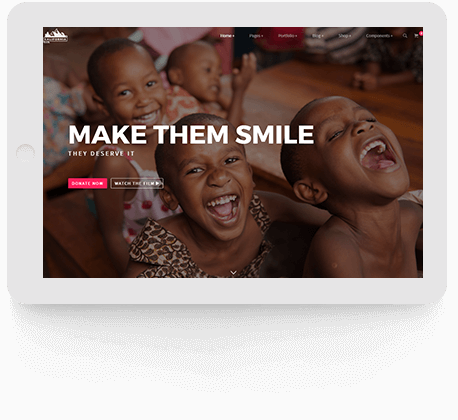 Home
Pages
Portfolio
Blog
Shop
Components
MAKE THEM SMILE
THEY DESERVE IT
DONATE NOW
WATCH THE FILM